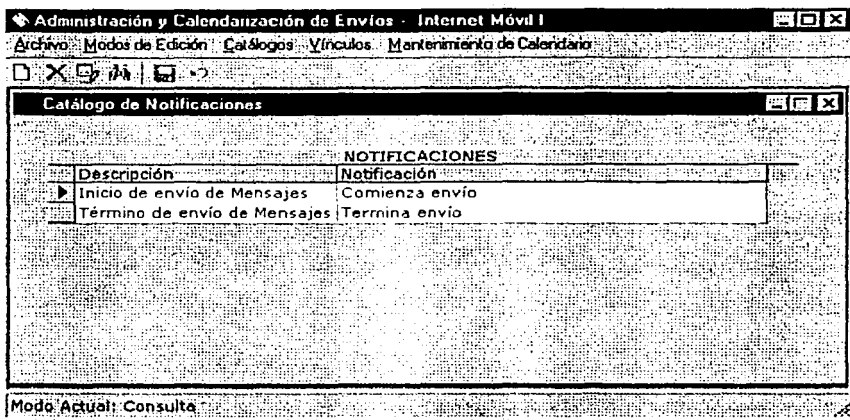 Administración y Calendarización de Envíos - Internet Móvil I
Archivo Modos de Edición Catálogos Vínculos Mantenimiento de Calendario
Catálogo de Notificaciones
NOTIFICACIONES
Descripción Notificación
Inicio de envío de Mensajes Comienza envío
Término de envío de Mensajes Termina envío
Modo Actual: Consulta